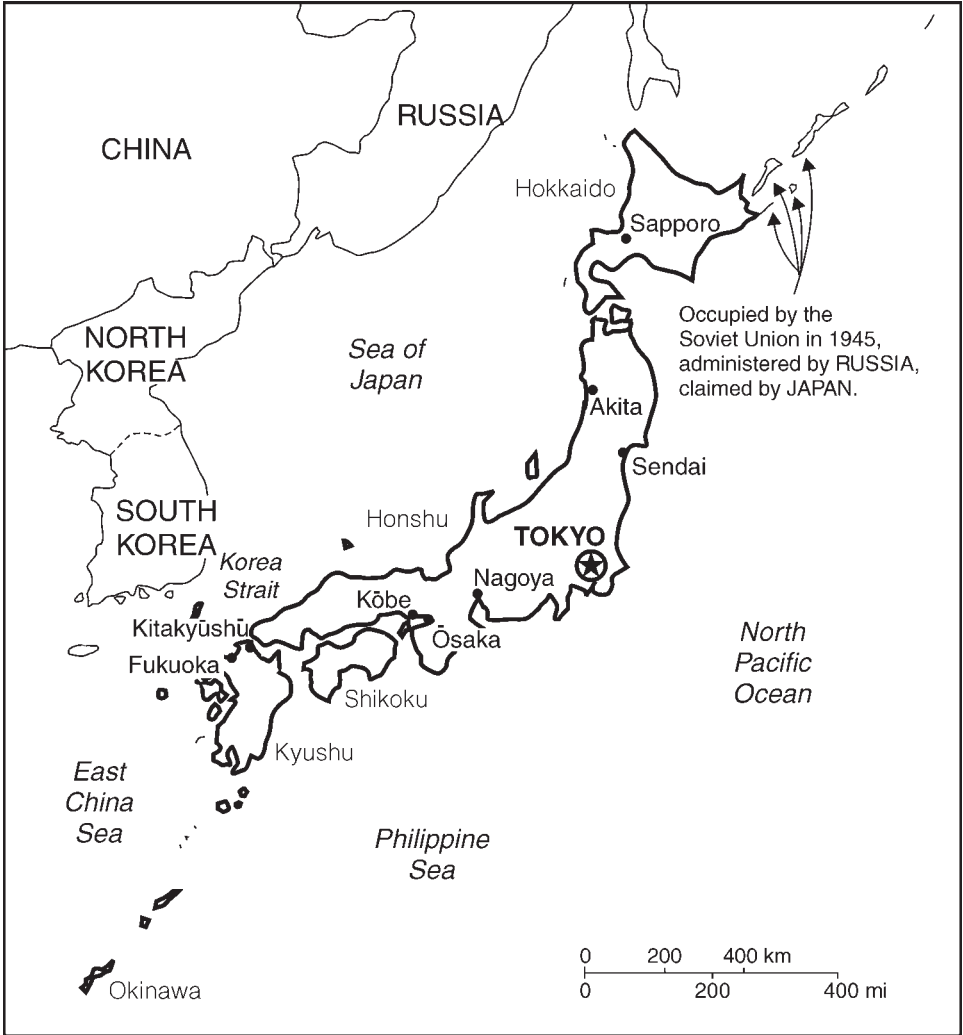 RUSSIA
CHINA
Hokkaido
Sapporo
Occupied by the
Soviet Union in 1945,
administered by RUSSIA,
claimed by JAPAN.
NORTH
KOREA
Sea of
Japan
Akita
Sendai
SOUTH
KOREA
Honshu
TOKYO
Korea
Strait
Nagoya
Kōbe
Kitakyūshū
Ōsaka
Fukuoka
Shikoku
North
Pacific
Ocean
Kyushu
East
China
Sea
Philippine
Sea
Okinawa
0 200 400 km
0 200 400 mi